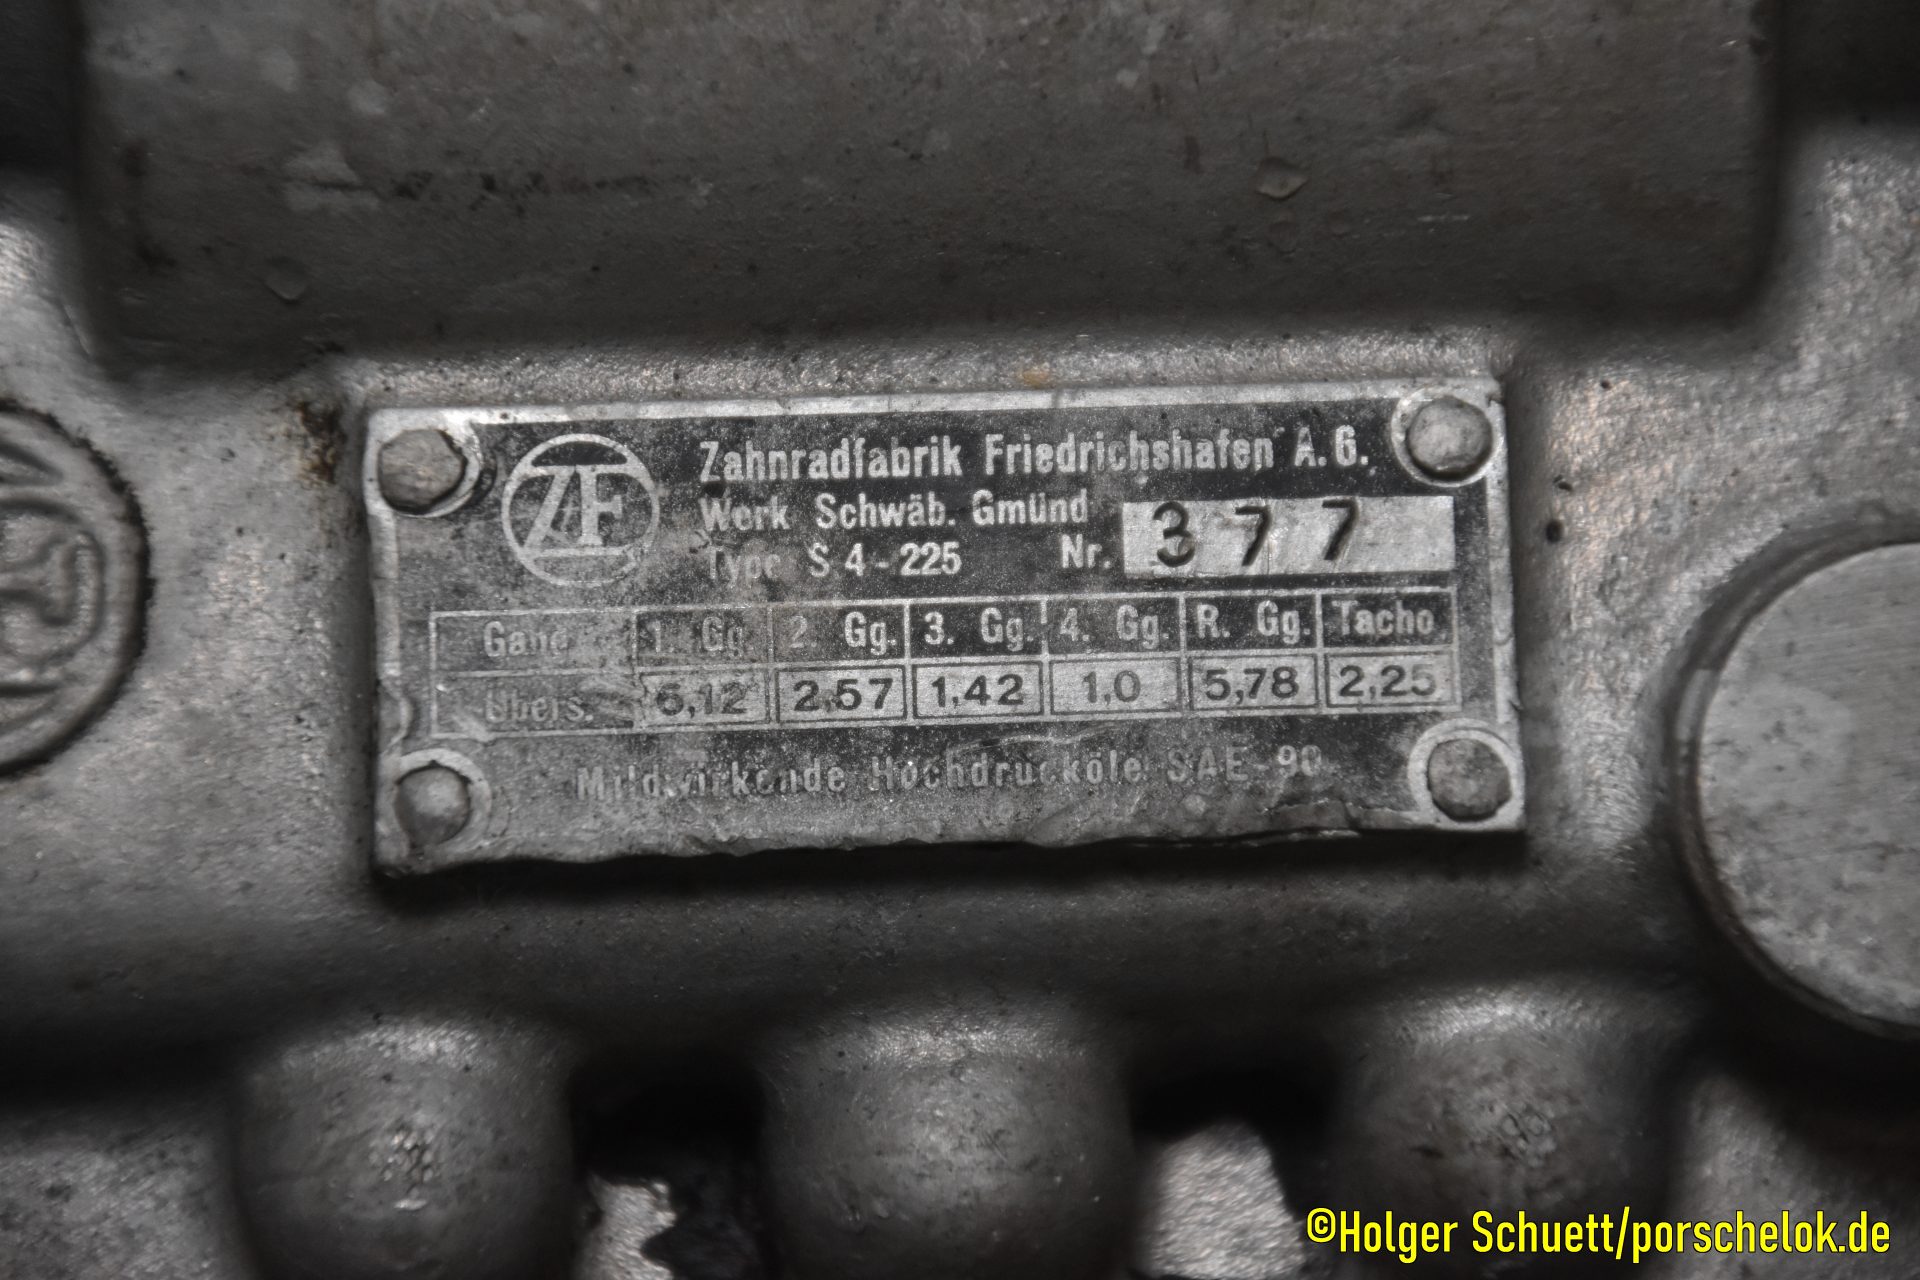 ZF
Zahnradfabrik Friedrichshafen A.G.
Werk Schwäb. Gmünd
Type S 4-225 Nr. 377
Gang 1. Gg. 2. Gg. 3. Gg. 4. Gg. R. Gg. Tacho
Übers. 6,12 2,57 1,42 1,0 5,78 2,25
Mildwirkende Hochdrucköle SAE-90
©Holger Schuett/porschelok.de